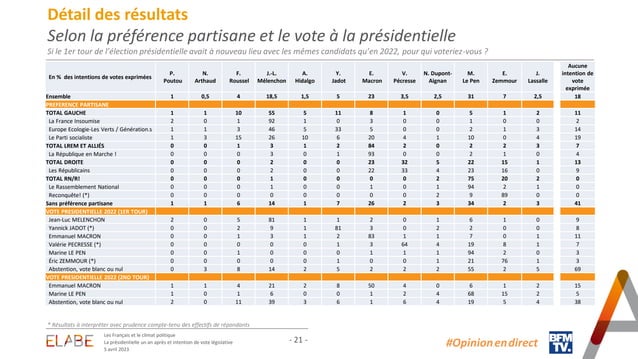 Détail des résultats
Selon la préférence partisane et le vote à la présidentielle
Si le 1er tour de l'élection présidentielle avait à nouveau lieu avec les mêmes candidats qu'en 2022, pour qui voteriez-vous ?
En % des intentions de votes exprimées P. Poutou N. Arthaud F. Roussel J.-L. Mélenchon A. Hidalgo Y. Jadot E. Macron V. Pécresse N. Dupont-Aignan M. Le Pen E. Zemmour J. Lassalle Aucune intention de vote exprimée
Ensemble 1 0,5 4 18,5 1,5 5 23 3,5 2,5 31 7 2,5 18
PREFERENCE PARTISANE
TOTAL GAUCHE 1 1 10 55 5 11 8 1 0 5 1 2 11
La France Insoumise 2 0 1 92 1 0 3 0 0 1 0 0 2
Europe Ecologie-Les Verts / Génération.s 1 1 3 46 5 33 5 0 0 2 1 3 14
Le Parti socialiste 1 3 15 26 10 6 20 4 1 10 0 4 19
TOTAL LREM ET ALLIÉS 0 0 1 3 1 2 84 2 0 2 2 3 7
La République en Marche ! 0 0 0 3 0 1 93 0 0 2 1 0 4
TOTAL DROITE 1 0 0 2 0 0 23 32 5 22 15 1 13
Les Républicains 0 0 0 2 0 0 22 33 4 23 16 0 9
TOTAL RN/R! 0 0 0 1 0 0 0 0 2 75 20 2 0
Le Rassemblement National 0 0 0 1 0 0 1 0 1 94 2 1 0
Reconquête! (*) 0 0 0 0 0 0 0 0 2 9 89 0 0
Sans préférence partisane 1 1 6 14 1 7 26 2 3 34 2 3 41
VOTE PRESIDENTIELLE 2022 (1ER TOUR)
Jean-Luc MELENCHON 2 0 5 81 1 1 2 0 1 6 1 0 9
Yannick JADOT (*) 0 0 2 9 1 81 3 0 2 2 0 0 8
Emmanuel MACRON 0 0 1 3 1 2 83 1 1 7 0 1 11
Valérie PECRESSE (*) 0 0 0 0 0 1 3 64 4 19 8 1 7
Marine LE PEN 0 0 1 0 0 0 1 1 1 94 2 0 3
Éric ZEMMOUR (*) 0 0 0 0 0 1 0 0 1 21 76 1 3
Abstention, vote blanc ou nul 0 3 8 14 2 5 2 2 2 55 2 5 69
VOTE PRESIDENTIELLE 2022 (2ND TOUR)
Emmanuel MACRON 1 1 4 21 2 8 50 4 0 6 1 2 15
Marine LE PEN 1 0 1 6 0 0 1 2 4 68 15 2 5
Abstention, vote blanc ou nul 2 0 11 39 3 6 1 6 4 19 5 4 38
* Résultats à interpréter avec prudence compte-tenu des effectifs de répondants
ELABE
Les Français et le climat politique
La présidentielle un an après et intention de vote législative
5 avril 2023
- 21 -
#Opinion en direct
BFM TV.